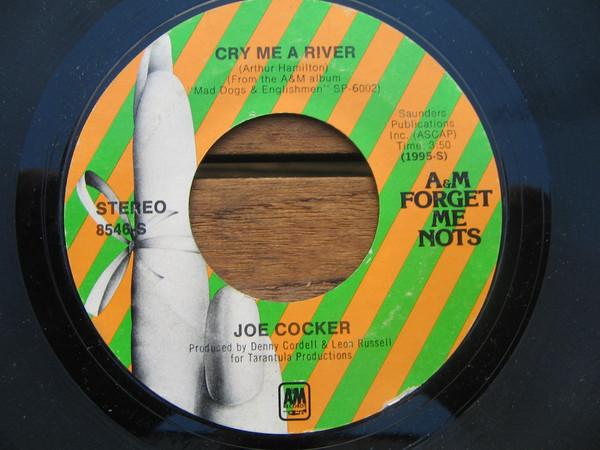 CRY ME A RIVER
(Arthur Hamilton)
(From the A&M album
"Mad Dogs & Englishmen" SP-6002)
Saunders
Publications
Inc. (ASCAP)
Time: 3:50
(1995-S)
A&M
FORGET
ME
NOTS
STEREO
8546-S
JOE COCKER
Produced by Denny Cordell & Leon Russell
for Tarantula Productions
A&M
RECORDS